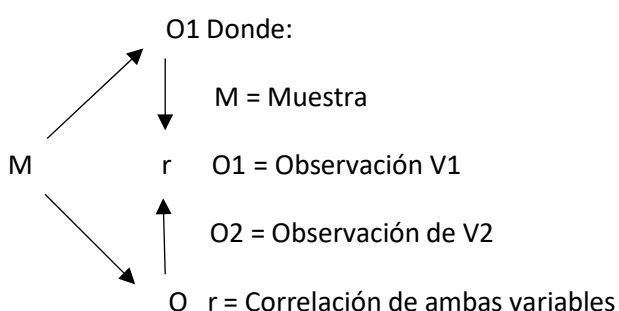 O1 Donde:
M = Muestra
M r O1 = Observación V1
O2 = Observación de V2
O r = Correlación de ambas variables